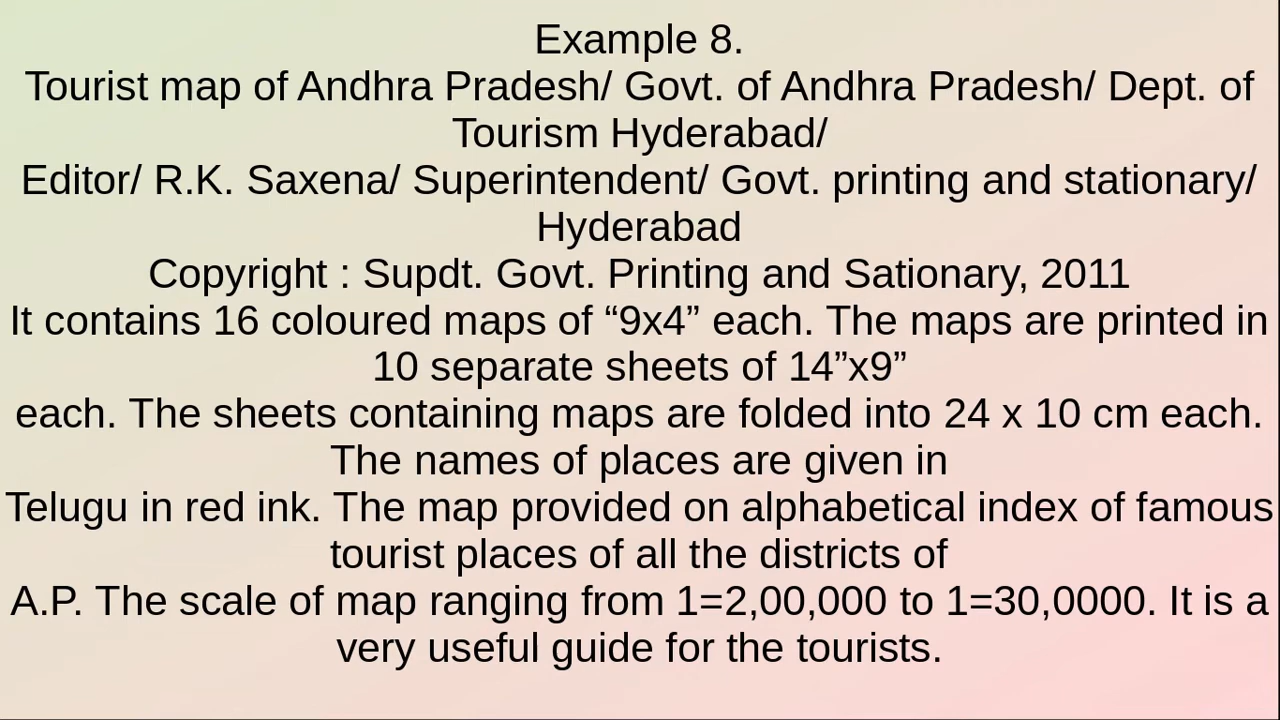 Example 8.
Tourist map of Andhra Pradesh/ Govt. of Andhra Pradesh/ Dept. of
Tourism Hyderabad/
Editor/ R.K. Saxena/ Superintendent/ Govt. printing and stationary/
Hyderabad
Copyright : Supdt. Govt. Printing and Sationary, 2011
It contains 16 coloured maps of “9x4” each. The maps are printed in
10 separate sheets of 14”x9”
each. The sheets containing maps are folded into 24 x 10 cm each.
The names of places are given in
Telugu in red ink. The map provided on alphabetical index of famous
tourist places of all the districts of
A.P. The scale of map ranging from 1=2,00,000 to 1=30,0000. It is a
very useful guide for the tourists.